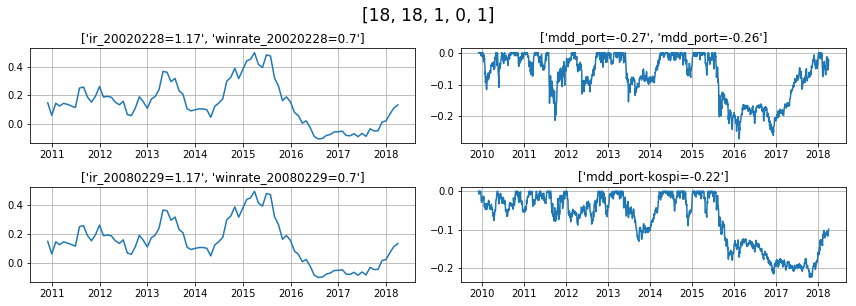 [18, 18, 1, 0, 1]
['ir_20020228=1.17', 'winrate_20020228=0.7']
0.4
0.2
0.0
2011 2012 2013 2014 2015 2016 2017 2018
['mdd_port=-0.27', 'mdd_port=-0.26']
0.0
−0.1
−0.2
2010 2011 2012 2013 2014 2015 2016 2017 2018
['ir_20080229=1.17', 'winrate_20080229=0.7']
0.4
0.2
0.0
2011 2012 2013 2014 2015 2016 2017 2018
['mdd_port-kospi=-0.22']
0.0
−0.1
−0.2
2010 2011 2012 2013 2014 2015 2016 2017 2018